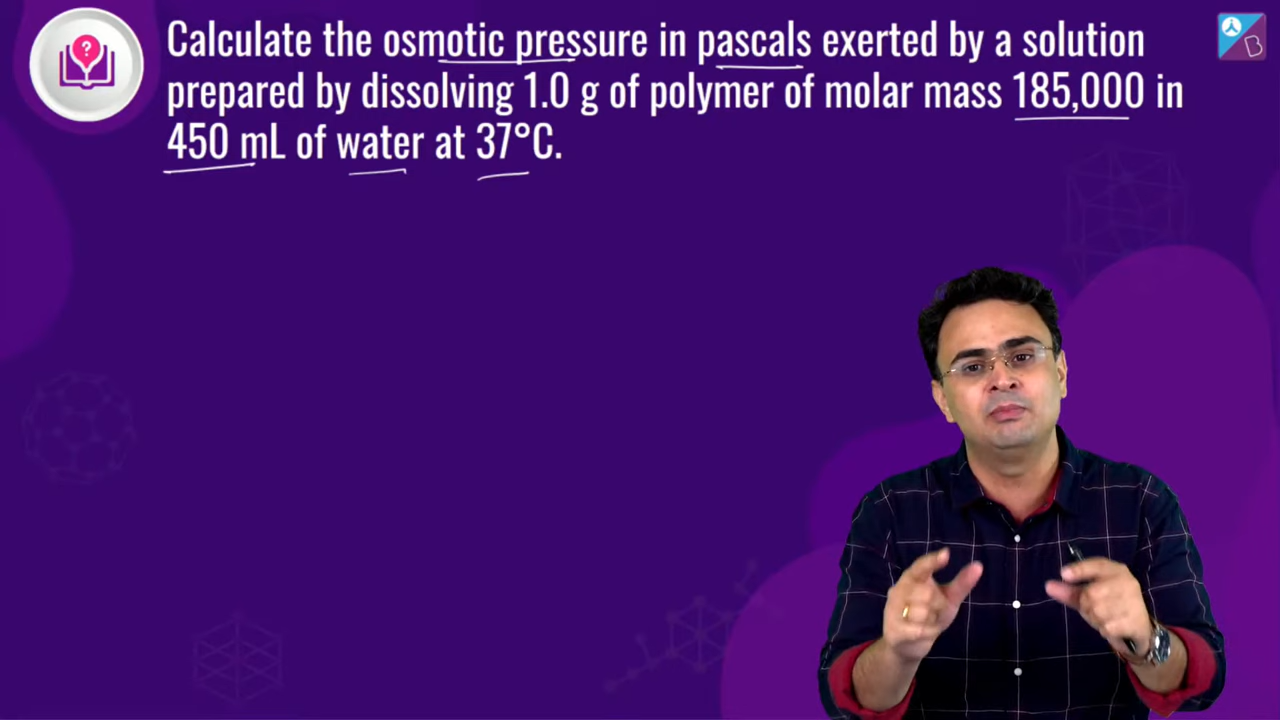 Calculate the osmotic pressure in pascals exerted by a solution
prepared by dissolving 1.0 g of polymer of molar mass 185,000 in
450 mL of water at 37°C.